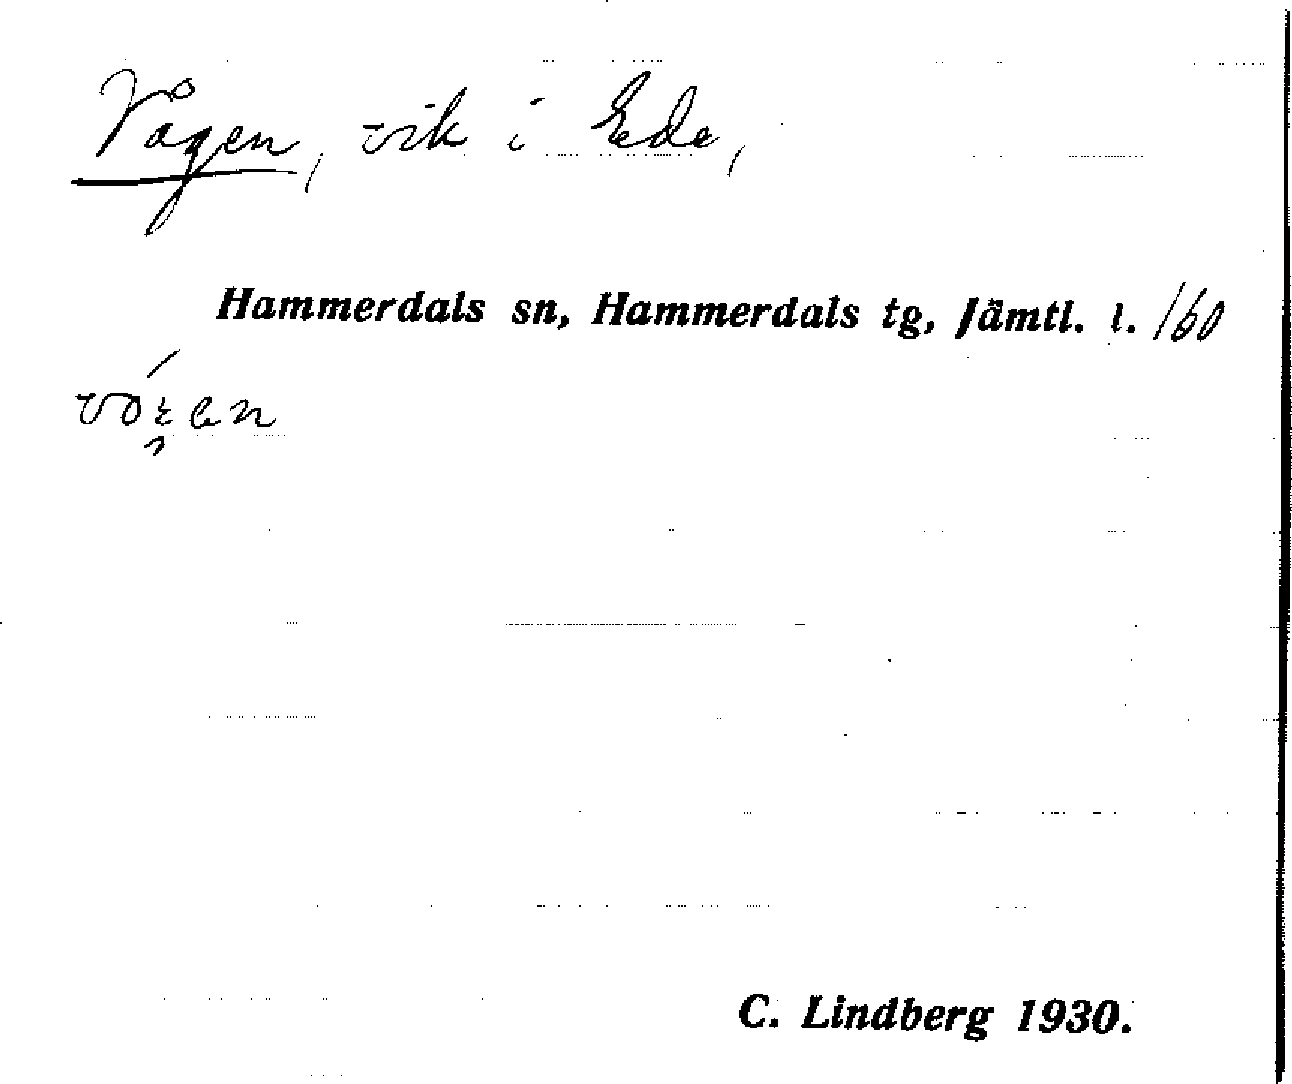 Vågen, vik i Ede,
Hammerdals sn, Hammerdals tg, Jämtl. l. 160
C. Lindberg 1930.